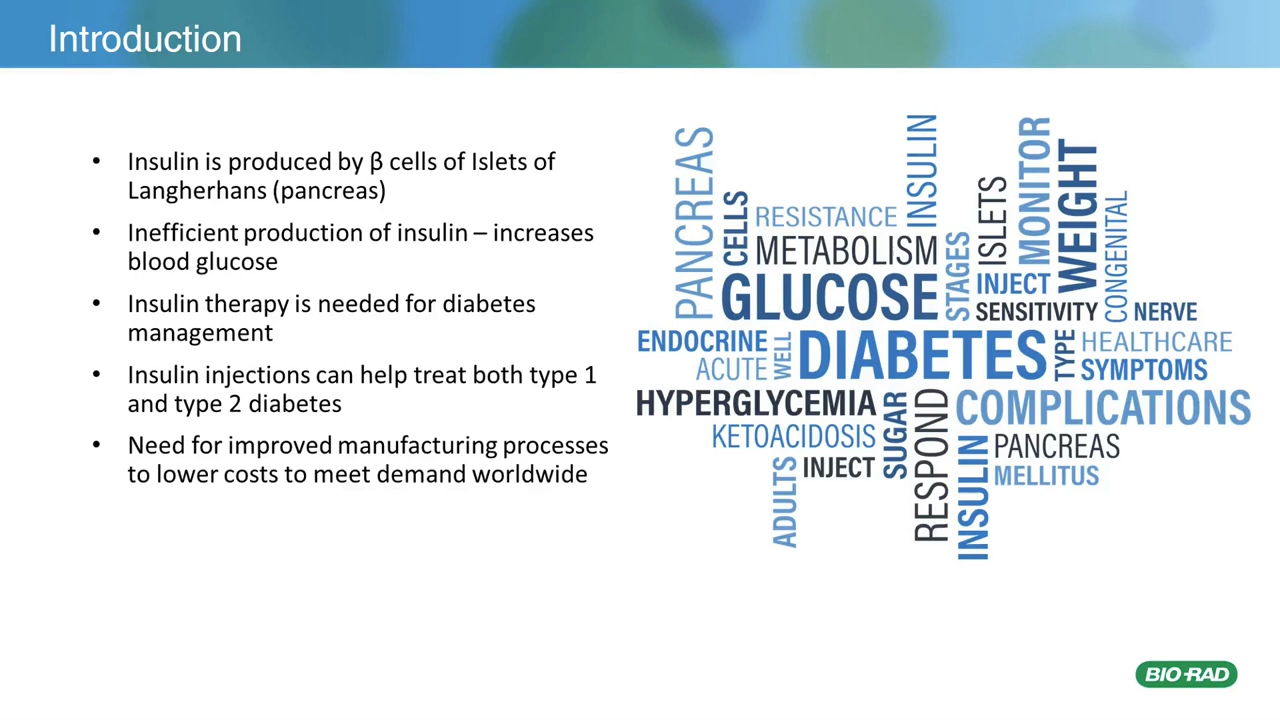 Introduction
• Insulin is produced by β cells of Islets of
Langherhans (pancreas)
• Inefficient production of insulin – increases
blood glucose
• Insulin therapy is needed for diabetes
management
• Insulin injections can help treat both type 1
and type 2 diabetes
• Need for improved manufacturing processes
to lower costs to meet demand worldwide
PANCREAS
CELLS
RESISTANCE
INSULIN
METABOLISM
GLUCOSE
STAGES
ISLETS
MONITOR
WEIGHT
CONGENITAL
INJECT
SENSITIVITY
NERVE
ENDOCRINE
ACUTE
WELL
DIABETES
TYPE
HEALTHCARE
SYMPTOMS
HYPERGLYCEMIA
SUGAR
RESPOND
COMPLICATIONS
KETOACIDOSIS
ADULTS
INJECT
INSULIN
PANCREAS
MELLITUS
BIO-RAD